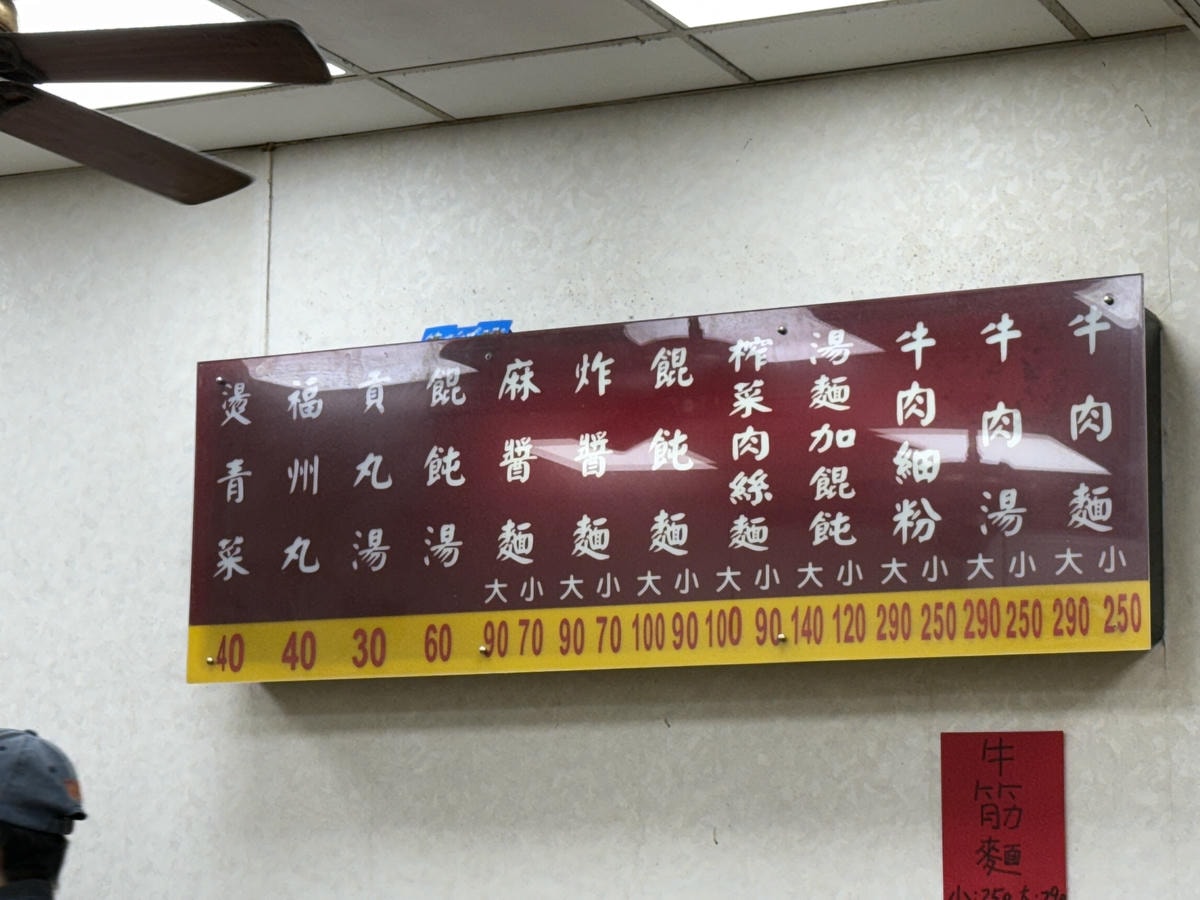 牛肉麵 大 小 290 250
牛肉湯 大 小 290 250
牛肉細粉 大 小 290 250
湯麵加餛飩 大 小 140 120
榨菜肉絲麵 大 小 100 90
餛飩麵 大 小 100 90
炸醬麵 大 小 90 70
麻醬麵 大 小 90 70
餛飩湯 60
貢丸湯 30
福州丸 40
燙青菜 40
牛筋麵
小:250 大:290